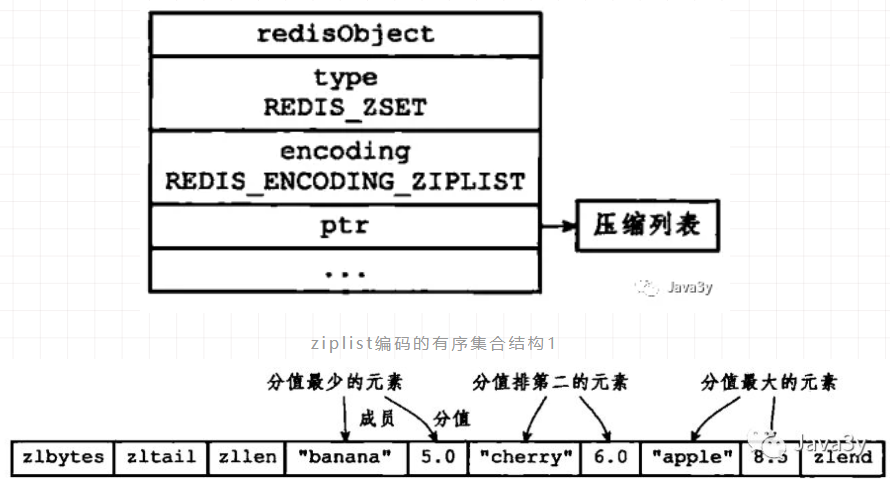 redisObject
type
REDIS_ZSET
encoding
REDIS_ENCODING_ZIPLIST
ptr
压缩列表
...
Java3y
ziplist编码的有序集合结构1
分值最少的元素 分值排第二的元素 分值最大的元素
成员 分值
zlbytes zltail zllen "banana" 5.0 "cherry" 6.0 "apple" zlend
Java3y